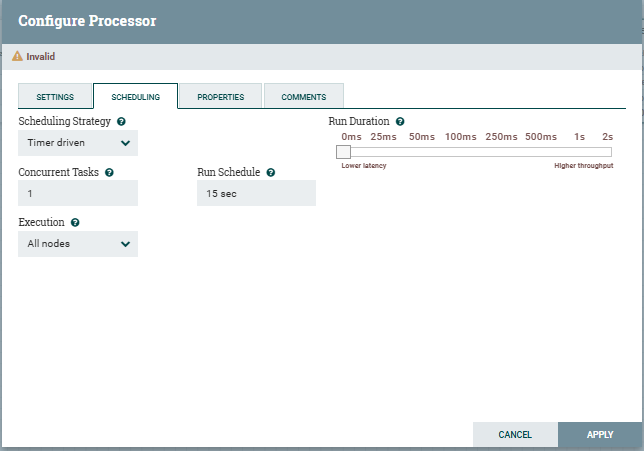 Configure Processor
Invalid
SETTINGS SCHEDULING PROPERTIES COMMENTS
Scheduling Strategy ? Run Duration ?
Timer driven 0ms 25ms 50ms 100ms 250ms 500ms 1s 2s
Lower latency Higher throughput
Concurrent Tasks ? Run Schedule ?
1 15 sec
Execution ?
All nodes
CANCEL APPLY